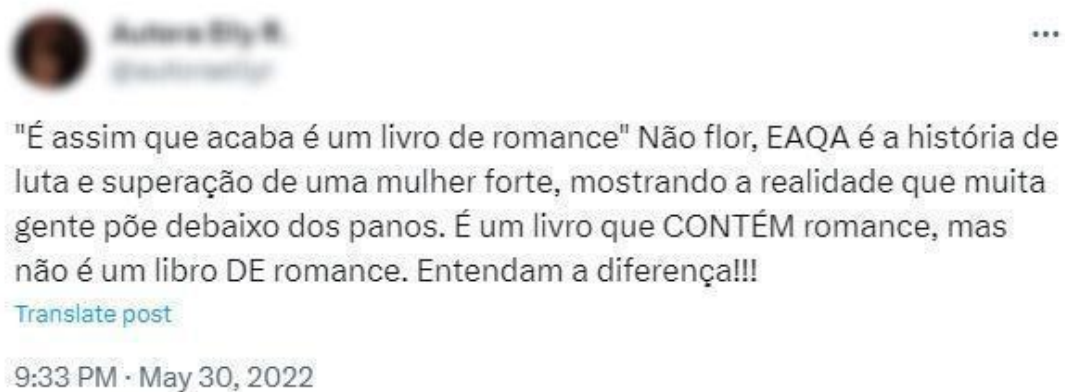 "É assim que acaba é um livro de romance" Não flor, EAQA é a história de
luta e superação de uma mulher forte, mostrando a realidade que muita
gente põe debaixo dos panos. É um livro que CONTÉM romance, mas
não é um libro DE romance. Entendam a diferença!!!
Translate post
9:33 PM · May 30, 2022